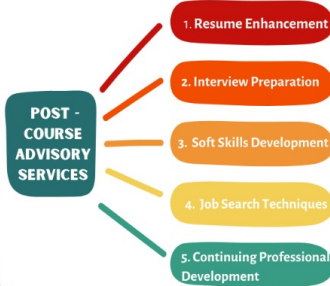 POST -
COURSE
ADVISORY
SERVICES
1. Resume Enhancement
2. Interview Preparation
3. Soft Skills Development
4. Job Search Techniques
5. Continuing Professional
Development